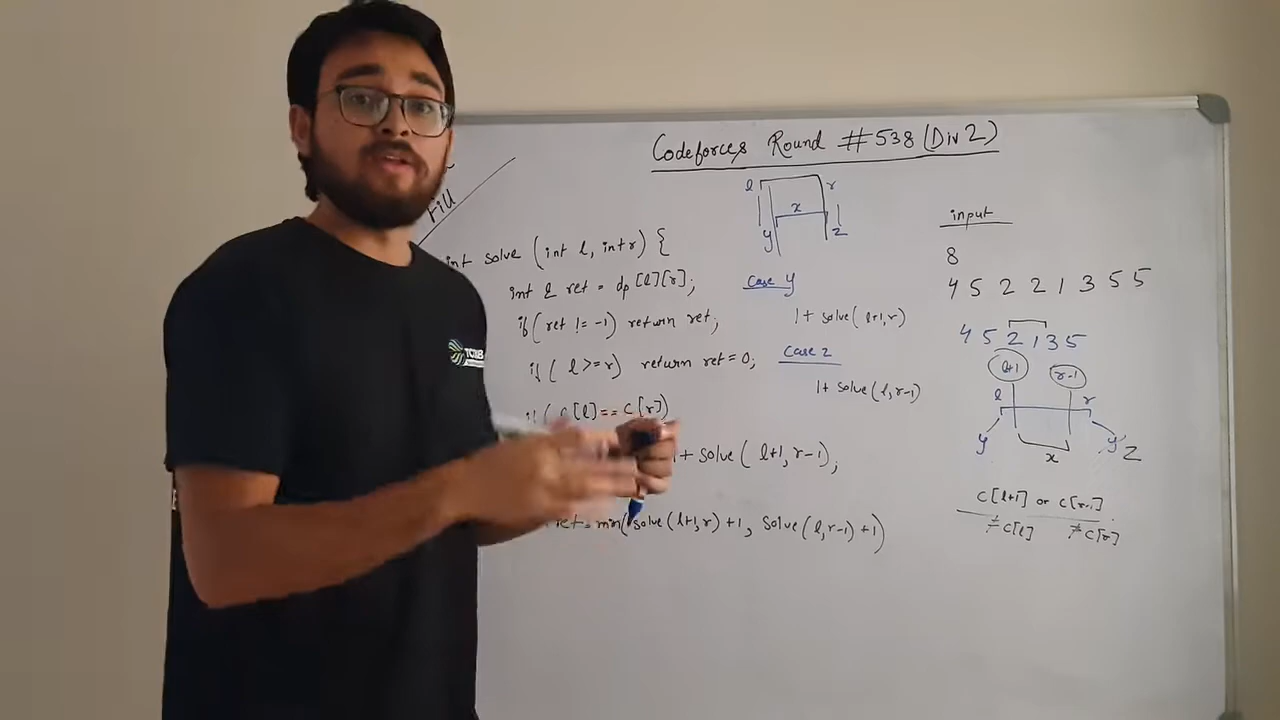 Codeforces Round #538 (Div 2)
Fill
l r
x
y z
int solve (int l, int r) {
int & ret = dp[l][r];
if ( ret != -1) return ret;
if ( l >= r) return ret = 0;
if ( C[l] == C[r])
1 + solve ( l+1, r-1);
ret = min( solve (l+1, r) + 1, solve (l, r-1) + 1)
Case y
1 + solve (l+1, r)
Case z
1 + solve (l, r-1)
input
8
4 5 2 2 1 3 5 5
4 5 2 1 3 5
l+1 r-1
l r
y x z
C[l+1] or C[r-1]
≠ C[l] ≠ C[r]